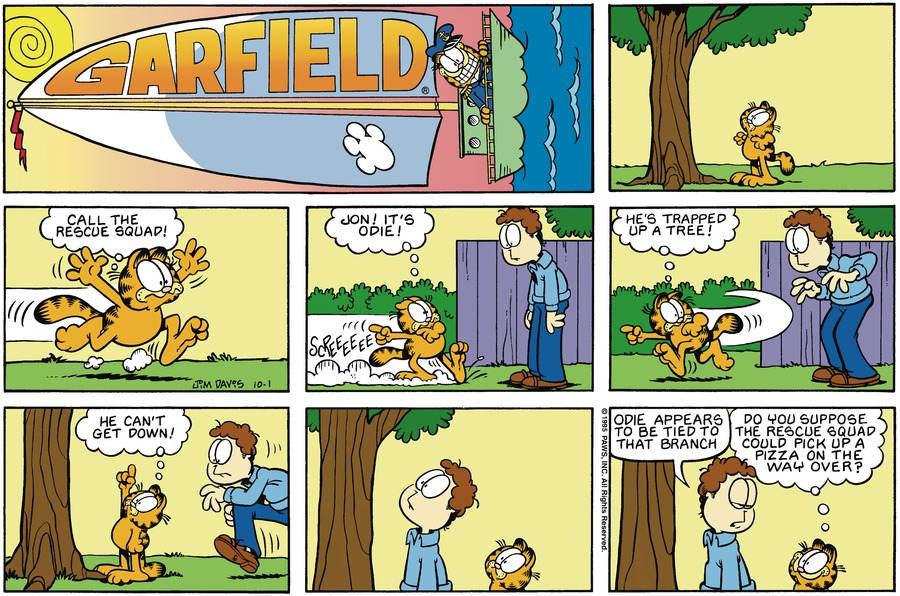 GARFIELD
®
CALL THE
RESCUE SQUAD!
JIM DAVIS 10-1
JON! IT'S
ODIE!
SCREEEEEE
HE'S TRAPPED
UP A TREE!
HE CAN'T
GET DOWN!
© 1995 PAWS, INC. All Rights Reserved.
ODIE APPEARS
TO BE TIED TO
THAT BRANCH
DO YOU SUPPOSE
THE RESCUE SQUAD
COULD PICK UP A
PIZZA ON THE
WAY OVER?